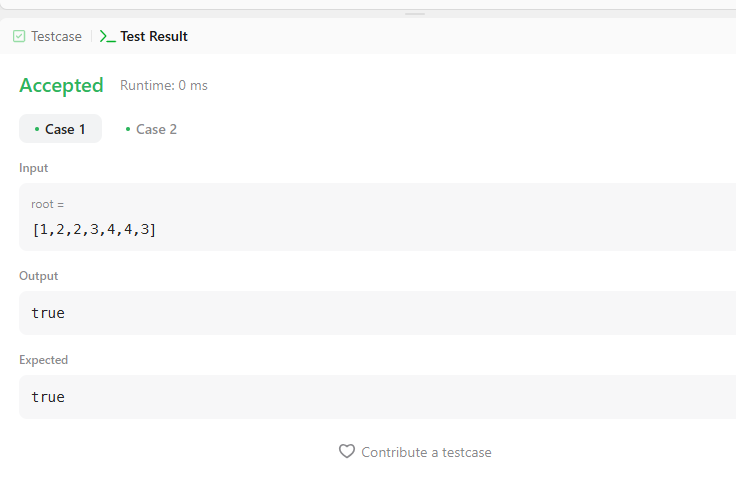 Testcase
Test Result
Accepted Runtime: 0 ms
Case 1 Case 2
Input
root =
[1,2,2,3,4,4,3]
Output
true
Expected
true
Contribute a testcase